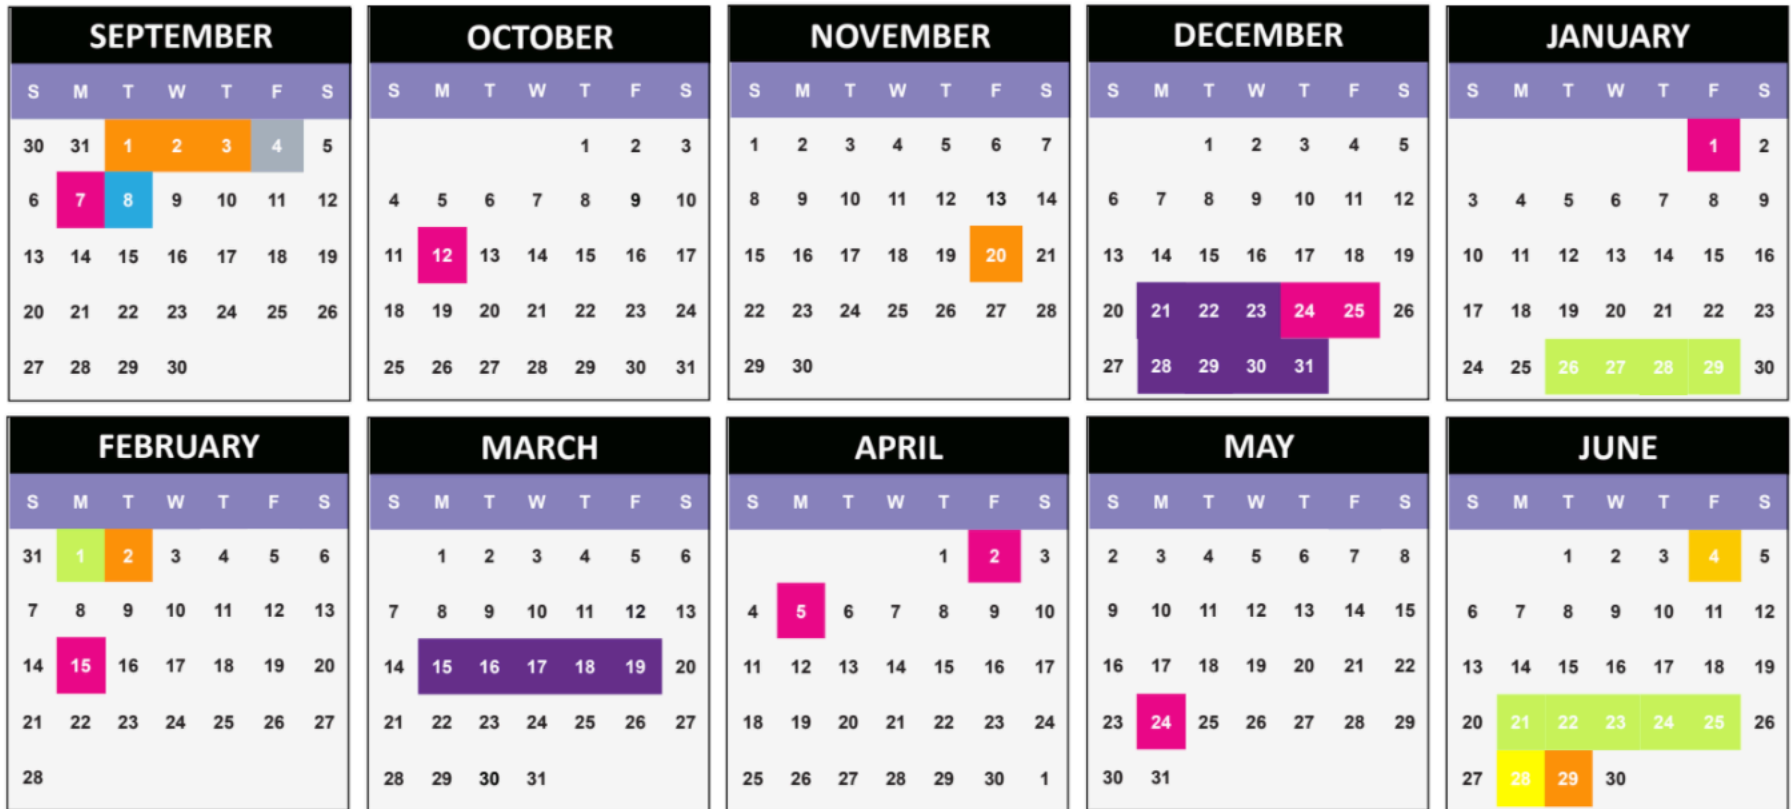 SEPTEMBER
S M T W T F S
30 31 1 2 3 4 5
6 7 8 9 10 11 12
13 14 15 16 17 18 19
20 21 22 23 24 25 26
27 28 29 30
OCTOBER
S M T W T F S
1 2 3
4 5 6 7 8 9 10
11 12 13 14 15 16 17
18 19 20 21 22 23 24
25 26 27 28 29 30 31
NOVEMBER
S M T W T F S
1 2 3 4 5 6 7
8 9 10 11 12 13 14
15 16 17 18 19 20 21
22 23 24 25 26 27 28
29 30
DECEMBER
S M T W T F S
1 2 3 4 5
6 7 8 9 10 11 12
13 14 15 16 17 18 19
20 21 22 23 24 25 26
27 28 29 30 31
JANUARY
S M T W T F S
1 2
3 4 5 6 7 8 9
10 11 12 13 14 15 16
17 18 19 20 21 22 23
24 25 26 27 28 29 30
FEBRUARY
S M T W T F S
31 1 2 3 4 5 6
7 8 9 10 11 12 13
14 15 16 17 18 19 20
21 22 23 24 25 26 27
28
MARCH
S M T W T F S
1 2 3 4 5 6
7 8 9 10 11 12 13
14 15 16 17 18 19 20
21 22 23 24 25 26 27
28 29 30 31
APRIL
S M T W T F S
1 2 3
4 5 6 7 8 9 10
11 12 13 14 15 16 17
18 19 20 21 22 23 24
25 26 27 28 29 30 1
MAY
S M T W T F S
2 3 4 5 6 7 8
9 10 11 12 13 14 15
16 17 18 19 20 21 22
23 24 25 26 27 28 29
30 31
JUNE
S M T W T F S
1 2 3 4 5
6 7 8 9 10 11 12
13 14 15 16 17 18 19
20 21 22 23 24 25 26
27 28 29 30